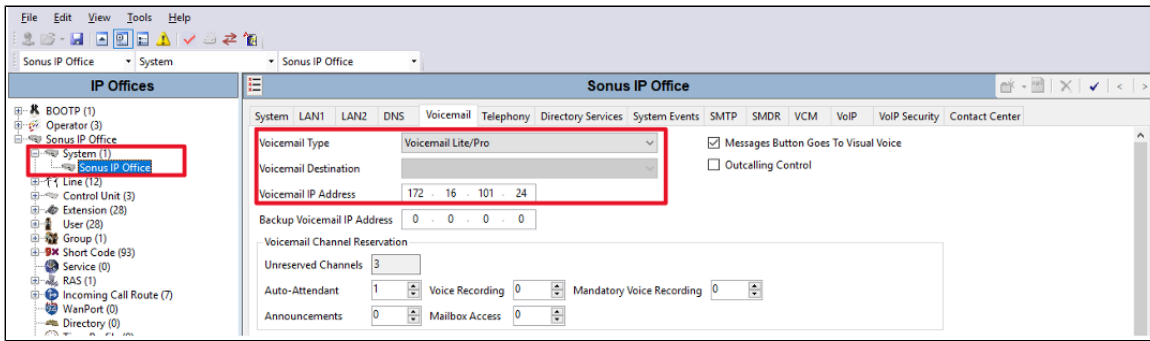 File Edit View Tools Help
Sonus IP Office System Sonus IP Office
IP Offices
BOOTP (1)
Operator (3)
Sonus IP Office
System (1)
Sonus IP Office
Line (12)
Control Unit (3)
Extension (28)
User (28)
Group (1)
Short Code (93)
Service (0)
RAS (1)
Incoming Call Route (7)
WanPort (0)
Directory (0)
Sonus IP Office
System LAN1 LAN2 DNS Voicemail Telephony Directory Services System Events SMTP SMDR VCM VoIP VoIP Security Contact Center
Voicemail Type Voicemail Lite/Pro
Messages Button Goes To Visual Voice
Voicemail Destination
Outcalling Control
Voicemail IP Address 172 . 16 . 101 . 24
Backup Voicemail IP Address 0 . 0 . 0 . 0
Voicemail Channel Reservation
Unreserved Channels 3
Auto-Attendant 1 Voice Recording 0 Mandatory Voice Recording 0
Announcements 0 Mailbox Access 0